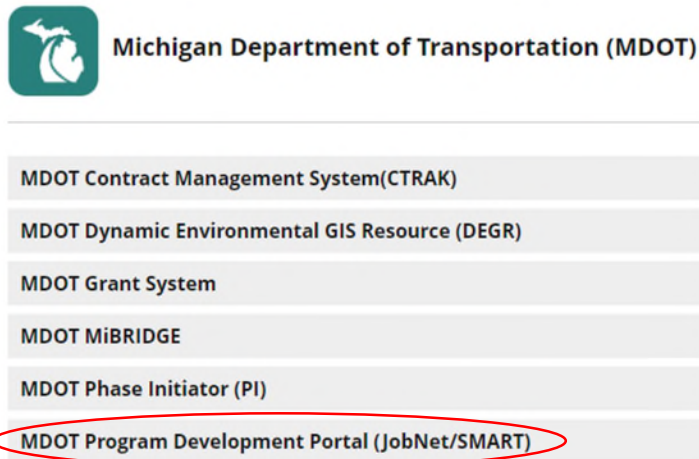 Michigan Department of Transportation (MDOT)
MDOT Contract Management System(CTRAK)
MDOT Dynamic Environmental GIS Resource (DEGR)
MDOT Grant System
MDOT MiBRIDGE
MDOT Phase Initiator (PI)
MDOT Program Development Portal (JobNet/SMART)